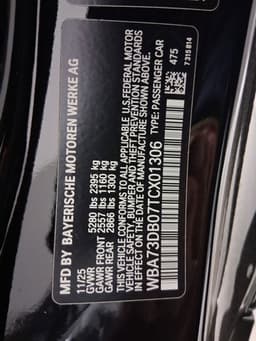 MFD BY BAYERISCHE MOTOREN WERKE AG
11/25
GVWR 5280 lbs 2395 kg
GAWR FRONT 2557 lbs 1160 kg
GAWR REAR 2866 lbs 1300 kg
THIS VEHICLE CONFORMS TO ALL APPLICABLE U.S.FEDERAL MOTOR
VEHICLE SAFETY, BUMPER AND THEFT PREVENTION STANDARDS
IN EFFECT ON THE DATE OF MANUFACTURE SHOWN ABOVE.
WBA73DB07TCX01306 TYPE: PASSENGER CAR
475
7315814